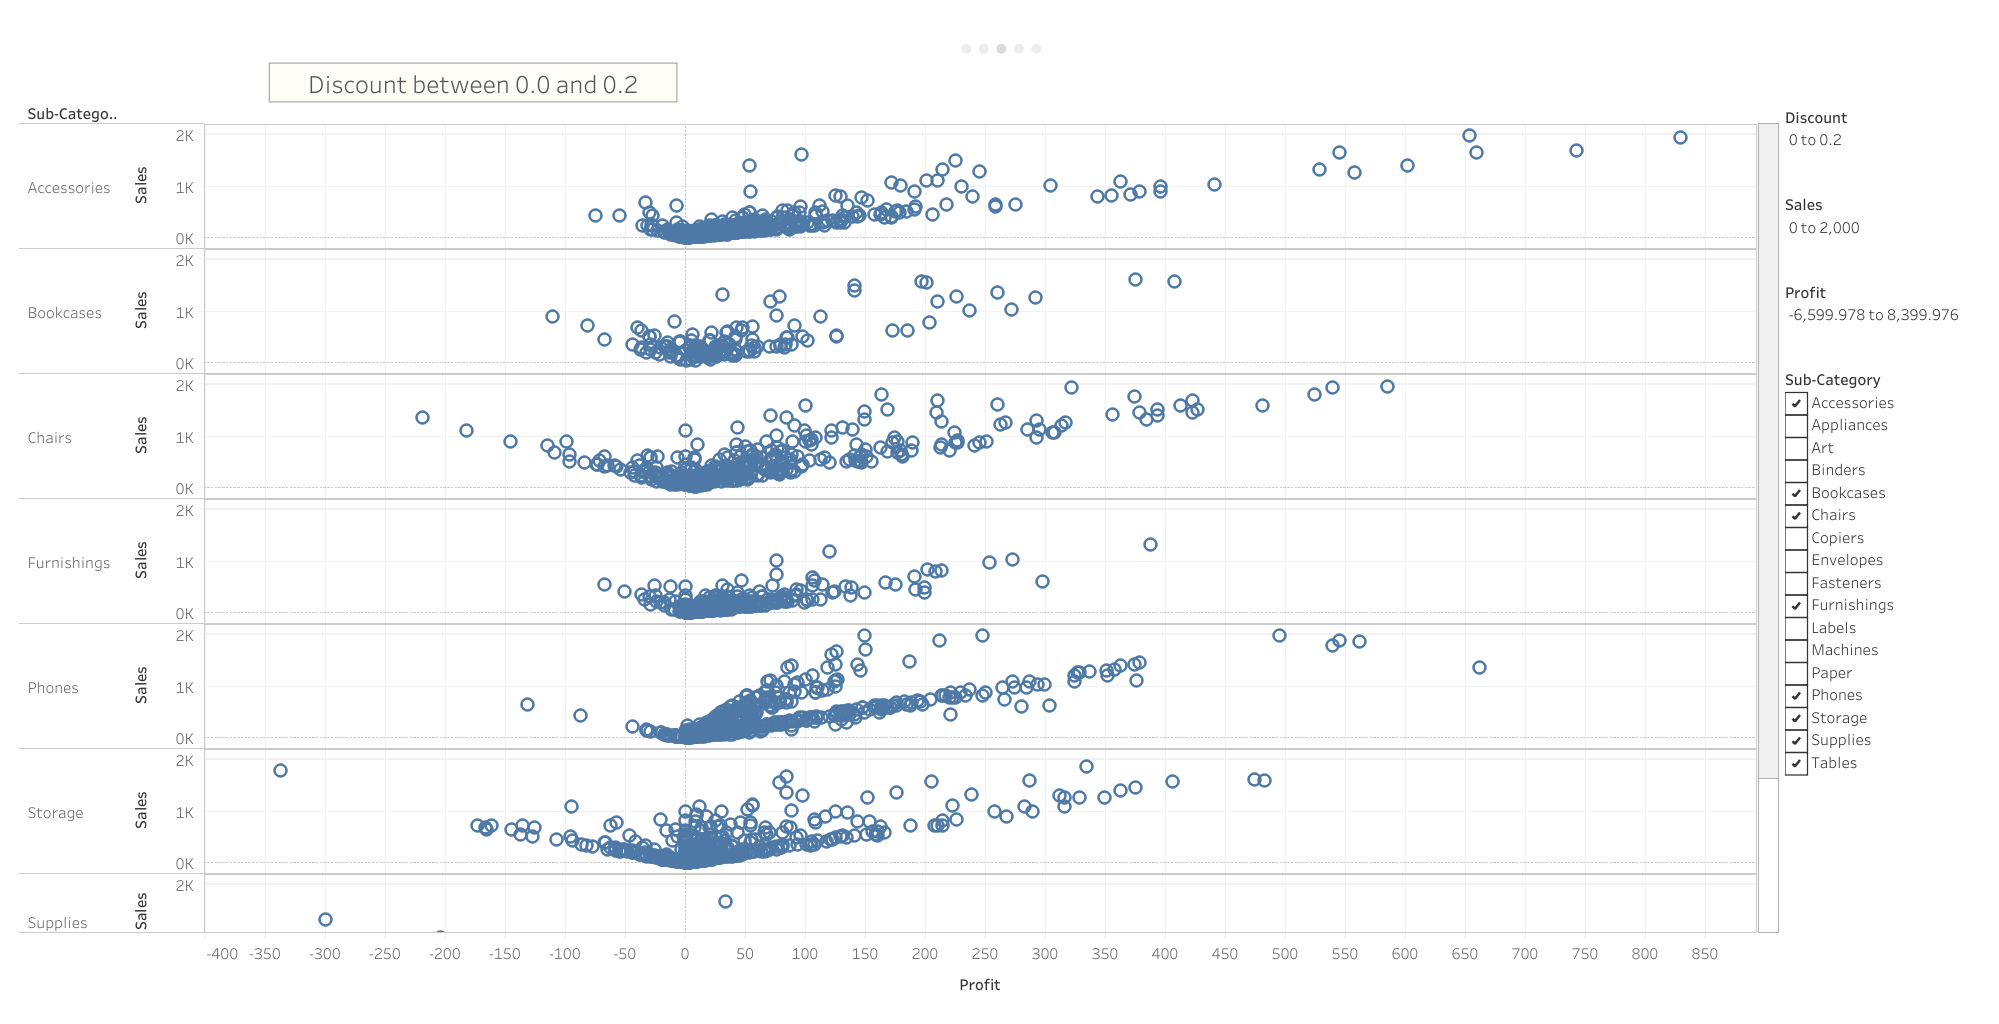 Discount between 0.0 and 0.2
Sub-Catego..
Accessories
Sales
2K
1K
0K
Bookcases
Sales
2K
1K
0K
Chairs
Sales
2K
1K
0K
Furnishings
Sales
2K
1K
0K
Phones
Sales
2K
1K
0K
Storage
Sales
2K
1K
0K
Supplies
Sales
2K
-400 -350 -300 -250 -200 -150 -100 -50 0 50 100 150 200 250 300 350 400 450 500 550 600 650 700 750 800 850
Profit
Discount
0 to 0.2
Sales
0 to 2,000
Profit
-6,599.978 to 8,399.976
Sub-Category
Accessories
Appliances
Art
Binders
Bookcases
Chairs
Copiers
Envelopes
Fasteners
Furnishings
Labels
Machines
Paper
Phones
Storage
Supplies
Tables